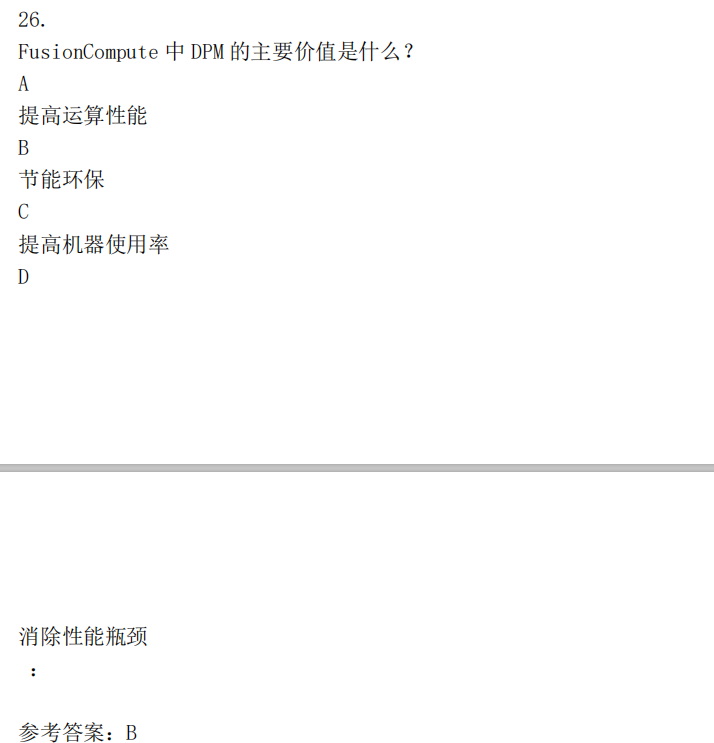 26.
FusionCompute 中 DPM 的主要价值是什么？
A
提高运算性能
B
节能环保
C
提高机器使用率
D
消除性能瓶颈
：
参考答案：B